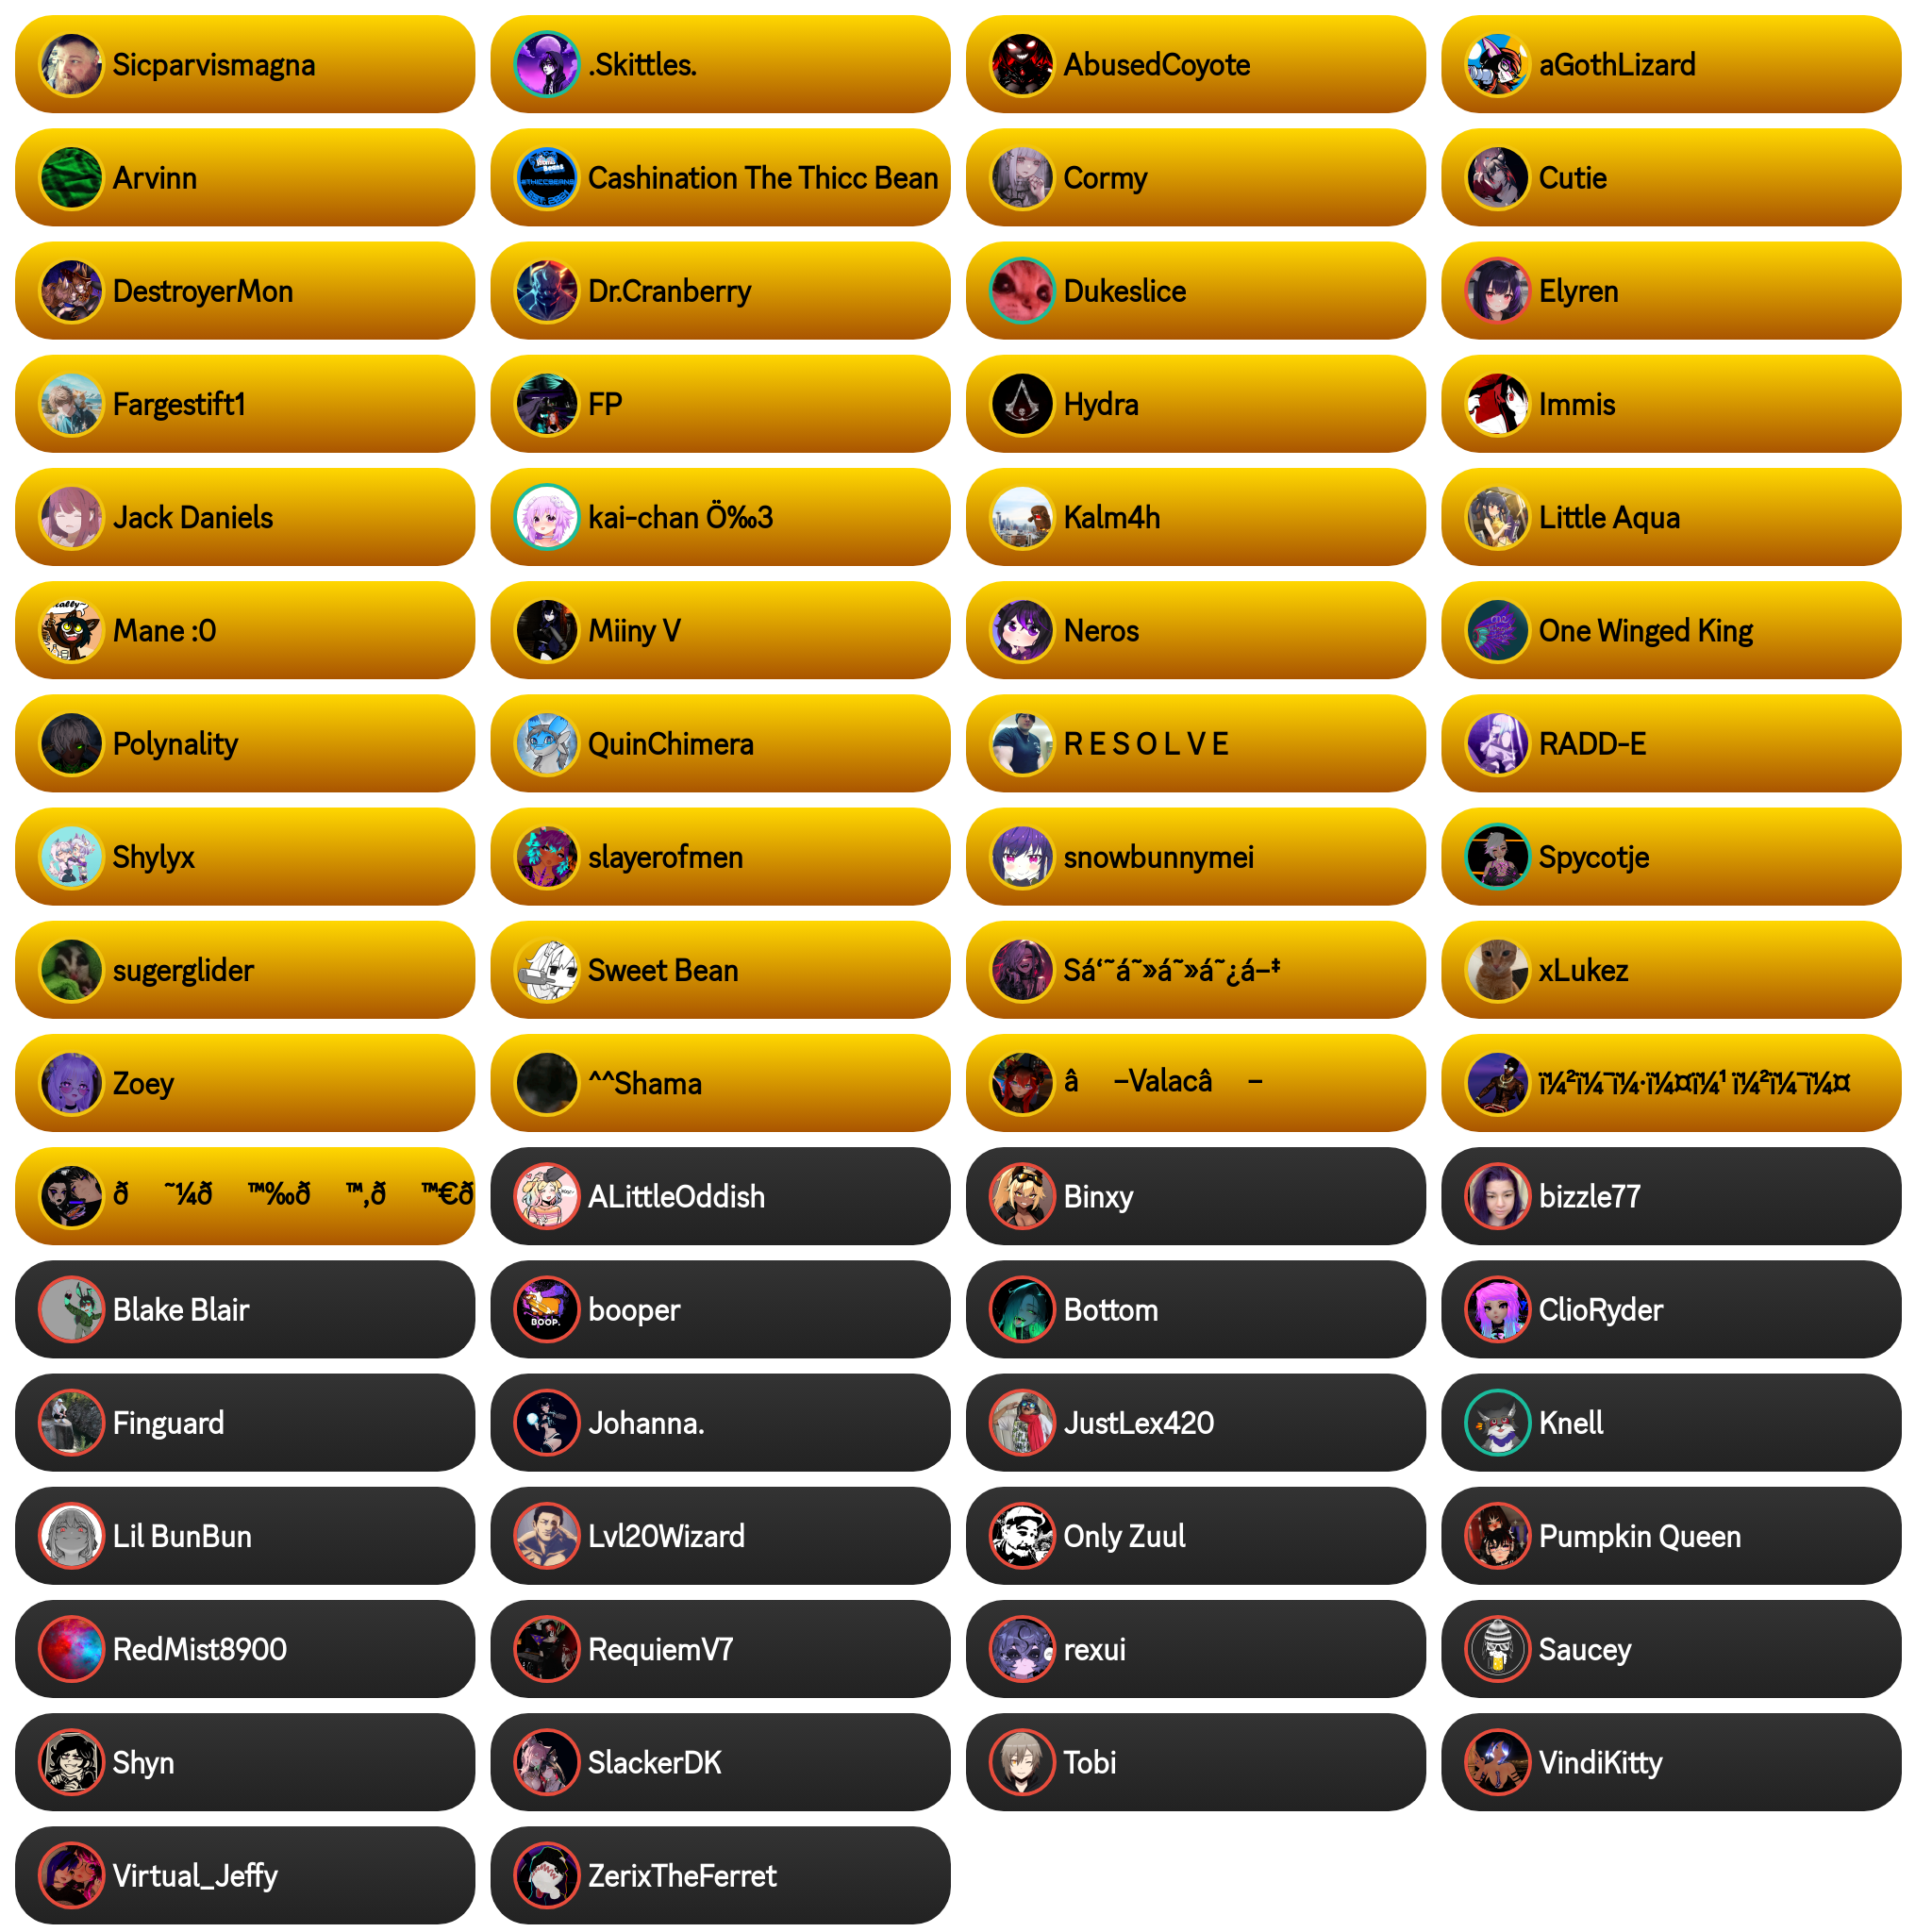 Sicparvismagna
.Skittles.
AbusedCoyote
aGothLizard
Arvinn
Cashination The Thicc Bean
Cormy
Cutie
DestroyerMon
Dr.Cranberry
Dukeslice
Elyren
Fargestift1
FP
Hydra
Immis
Jack Daniels
kai-chan Ö‰3
Kalm4h
Little Aqua
Mane :0
Miiny V
Neros
One Winged King
Polynality
QuinChimera
R E S O L V E
RADD-E
Shylyx
slayerofmen
snowbunnymei
Spycotje
sugerglider
Sweet Bean
Sá‘˜á˜»á˜»á˜¿á–‡
xLukez
Zoey
^^Shama
â –Valacâ –
ï¼²ï¼¯ï¼·ï¼¤ï¼¹ ï¼²ï¼¯ï¼¤
ð ˜¼ð ™‰ð ™‚ð ™€ð
ALittleOddish
Binxy
bizzle77
Blake Blair
BOOP.
booper
Bottom
ClioRyder
Finguard
Johanna.
JustLex420
Knell
Lil BunBun
Lvl20Wizard
Only Zuul
Pumpkin Queen
RedMist8900
RequiemV7
rexui
Saucey
Shyn
SlackerDK
Tobi
VindiKitty
Virtual_Jeffy
ZerixTheFerret